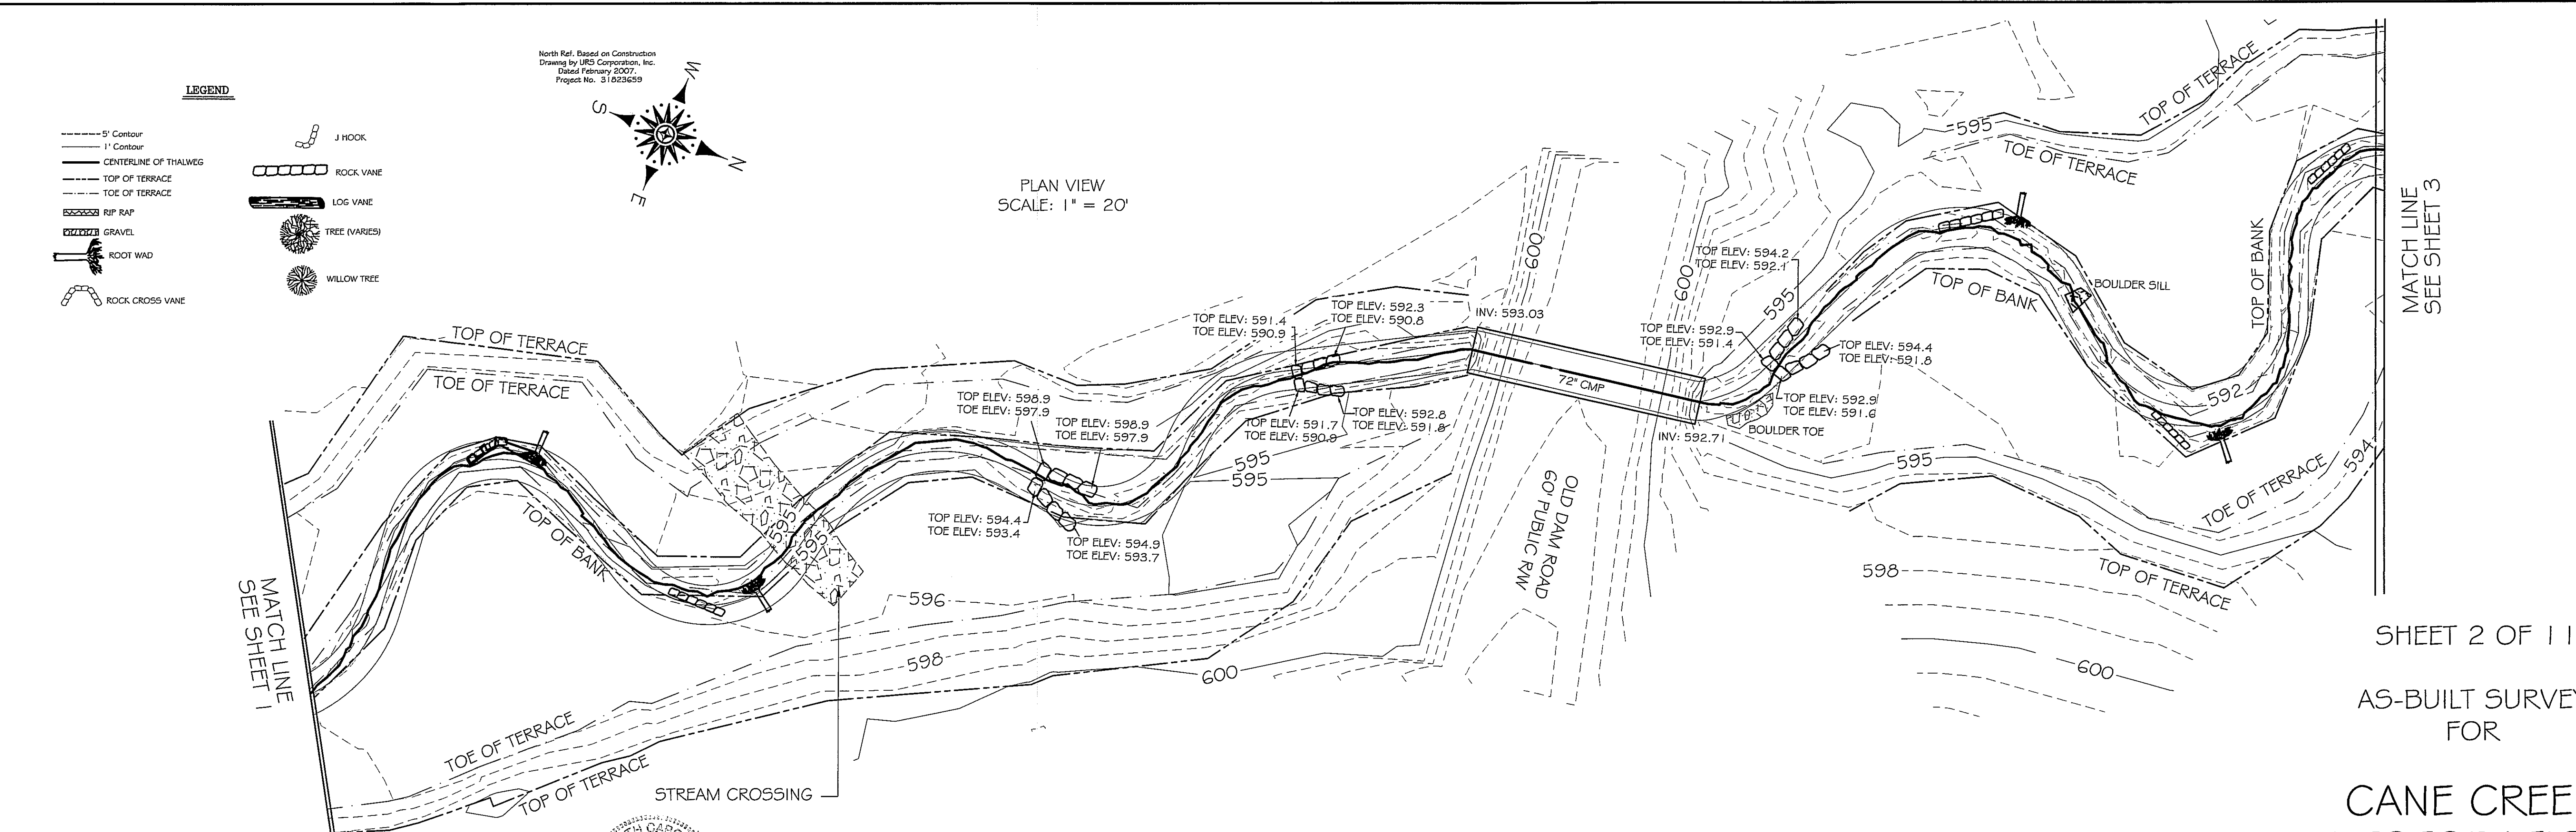 LEGEND
5' Contour
1' Contour
CENTERLINE OF THALWEG
TOP OF TERRACE
TOE OF TERRACE
RIP RAP
GRAVEL
ROOT WAD
ROCK CROSS VANE
J HOOK
ROCK VANE
LOG VANE
TREE (VARIES)
WILLOW TREE
North Ref. Based on Construction
Drawing by URS Corporation, Inc.
Dated February 2007.
Project No. 31823659
W
S
N
E
PLAN VIEW
SCALE: 1" = 20'
TOP OF TERRACE
TOE OF TERRACE
TOP OF BANK
MATCH LINE
SEE SHEET 1
TOE OF TERRACE
TOP OF TERRACE
STREAM CROSSING
595
595
596
598
600
TOP ELEV: 598.9
TOE ELEV: 597.9
TOP ELEV: 598.9
TOE ELEV: 597.9
TOP ELEV: 594.4
TOE ELEV: 593.4
TOP ELEV: 594.9
TOE ELEV: 593.7
TOP ELEV: 591.4
TOE ELEV: 590.9
TOP ELEV: 592.3
TOE ELEV: 590.8
TOP ELEV: 591.7
TOE ELEV: 590.9
TOP ELEV: 592.8
TOE ELEV: 591.8
595
595
INV: 593.03
600
72" CMP
INV: 592.71
OLD DAM ROAD
60' PUBLIC R/W
600
TOP ELEV: 594.2
TOE ELEV: 592.1
595
TOP ELEV: 592.9
TOE ELEV: 591.4
TOP ELEV: 594.4
TOE ELEV: 591.8
TOP ELEV: 592.9
TOE ELEV: 591.6
BOULDER TOE
595
TOE OF TERRACE
TOP OF TERRACE
TOP OF BANK
BOULDER SILL
TOP OF BANK
592
594
595
TOE OF TERRACE
TOP OF TERRACE
598
600
MATCH LINE
SEE SHEET 3
SHEET 2 OF 11
AS-BUILT SURVEY
FOR
CANE CREE